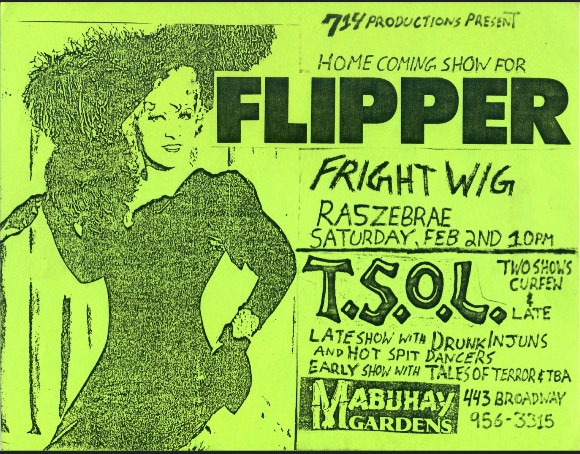 714 PRODUCTIONS PRESENT
HOME COMING SHOW FOR
FLIPPER
FRIGHT WIG
RASZEBRAE
SATURDAY, FEB 2ND 10PM
T.S.O.L.
TWO SHOWS
CURFEN
&
LATE
LATE SHOW WITH DRUNK INJUNS
AND HOT SPIT DANCERS
EARLY SHOW WITH TALES OF TERROR & TBA
MABUHAY GARDENS
443 BROADWAY
956-3315